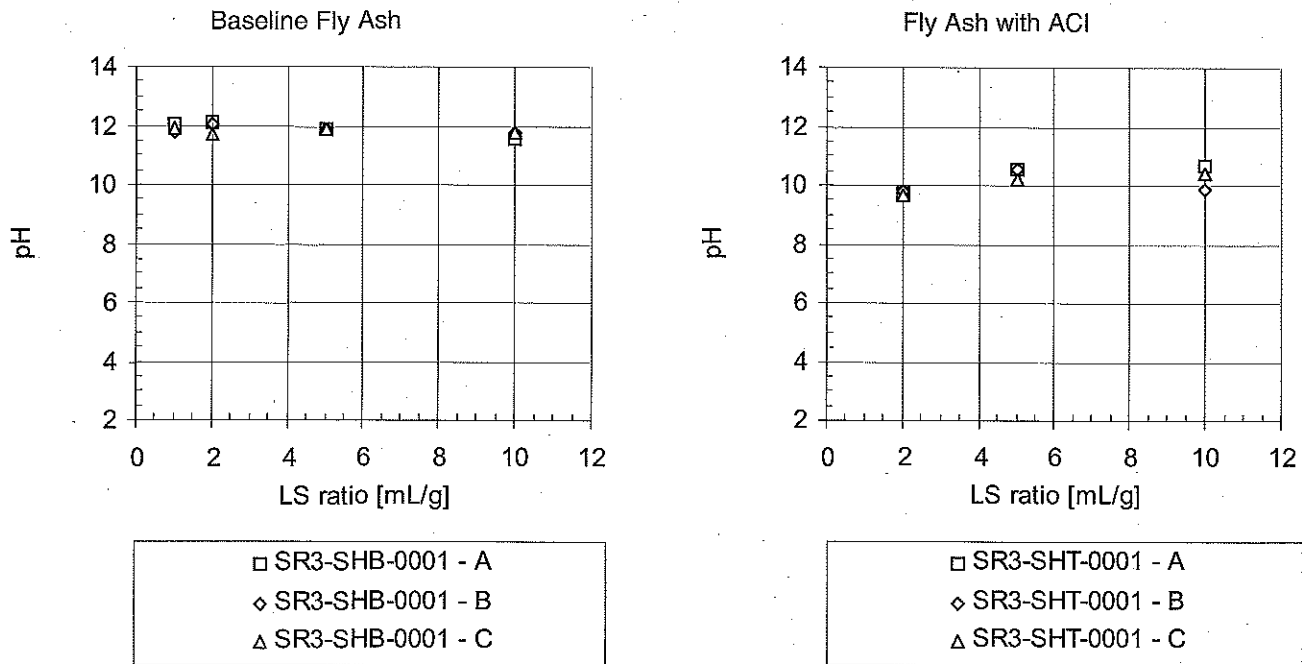 Baseline Fly Ash
14
12
10
8
6
4
2
pH
0 2 4 6 8 10 12
LS ratio [mL/g]
SR3-SHB-0001 - A
SR3-SHB-0001 - B
SR3-SHB-0001 - C
Fly Ash with ACI
14
12
10
8
6
4
2
pH
0 2 4 6 8 10 12
LS ratio [mL/g]
SR3-SHT-0001 - A
SR3-SHT-0001 - B
SR3-SHT-0001 - C